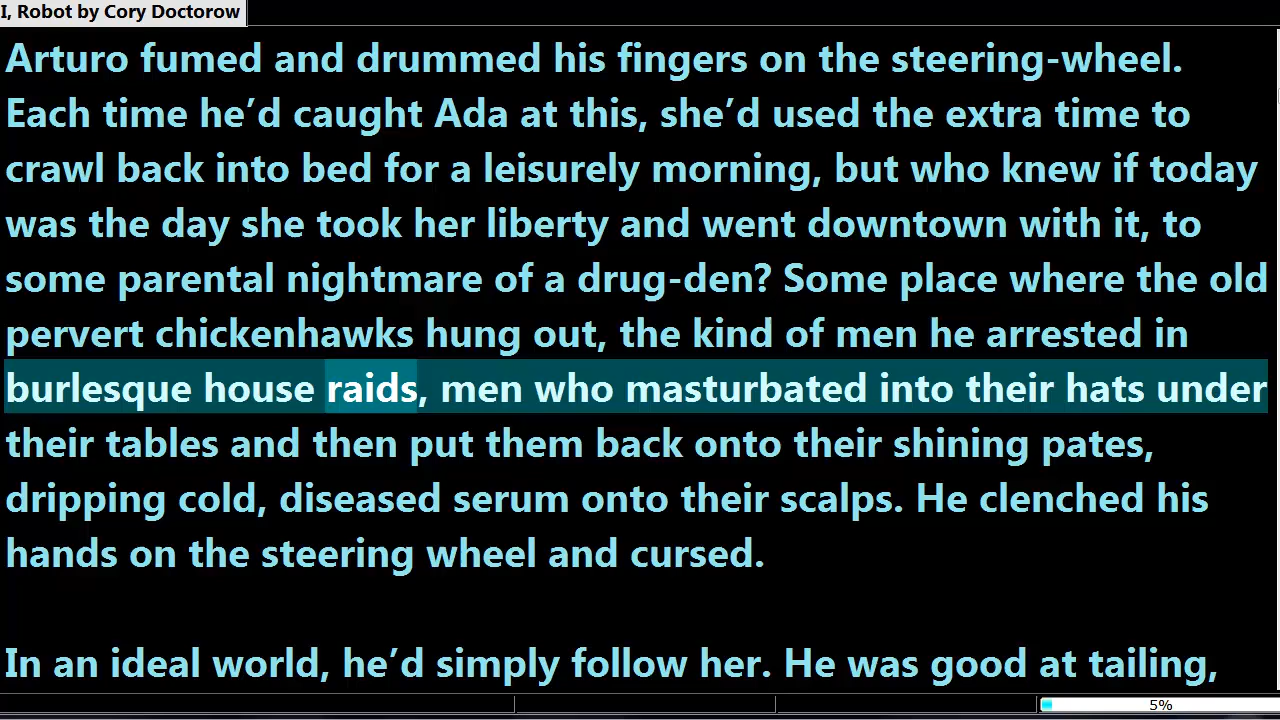 I, Robot by Cory Doctorow
Arturo fumed and drummed his fingers on the steering-wheel.
Each time he’d caught Ada at this, she’d used the extra time to
crawl back into bed for a leisurely morning, but who knew if today
was the day she took her liberty and went downtown with it, to
some parental nightmare of a drug-den? Some place where the old
pervert chickenhawks hung out, the kind of men he arrested in
burlesque house raids, men who masturbated into their hats under
their tables and then put them back onto their shining pates,
dripping cold, diseased serum onto their scalps. He clenched his
hands on the steering wheel and cursed.
In an ideal world, he’d simply follow her. He was good at tailing,
5%